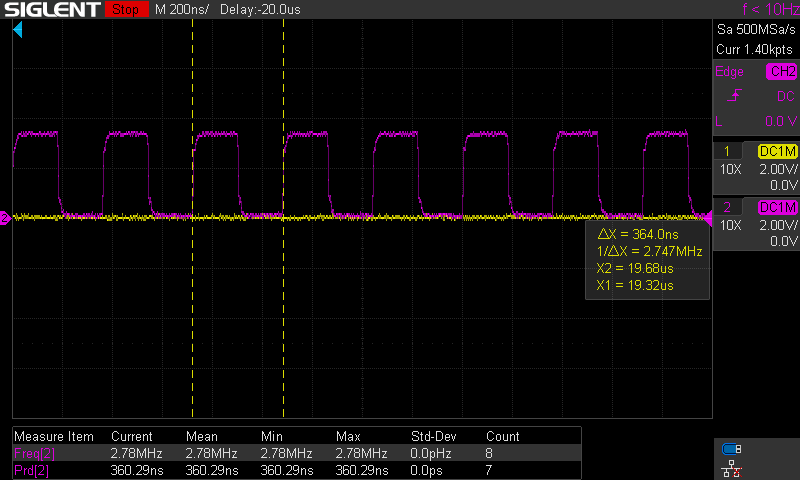 SIGLENT Stop M 200ns/ Delay:-20.0us f < 10Hz
Sa 500MSa/s
Curr 1.40kpts
Edge CH2
DC
L 0.0 V
1 DC1M
10X 2.00V/
0.0V
2 DC1M
10X 2.00V/
0.0V
2
△X = 364.0ns
1/△X = 2.747MHz
X2 = 19.68us
X1 = 19.32us
Measure Item Current Mean Min Max Std-Dev Count
Freq[2] 2.78MHz 2.78MHz 2.78MHz 2.78MHz 0.0pHz 8
Prd[2] 360.29ns 360.29ns 360.29ns 360.29ns 0.0ps 7